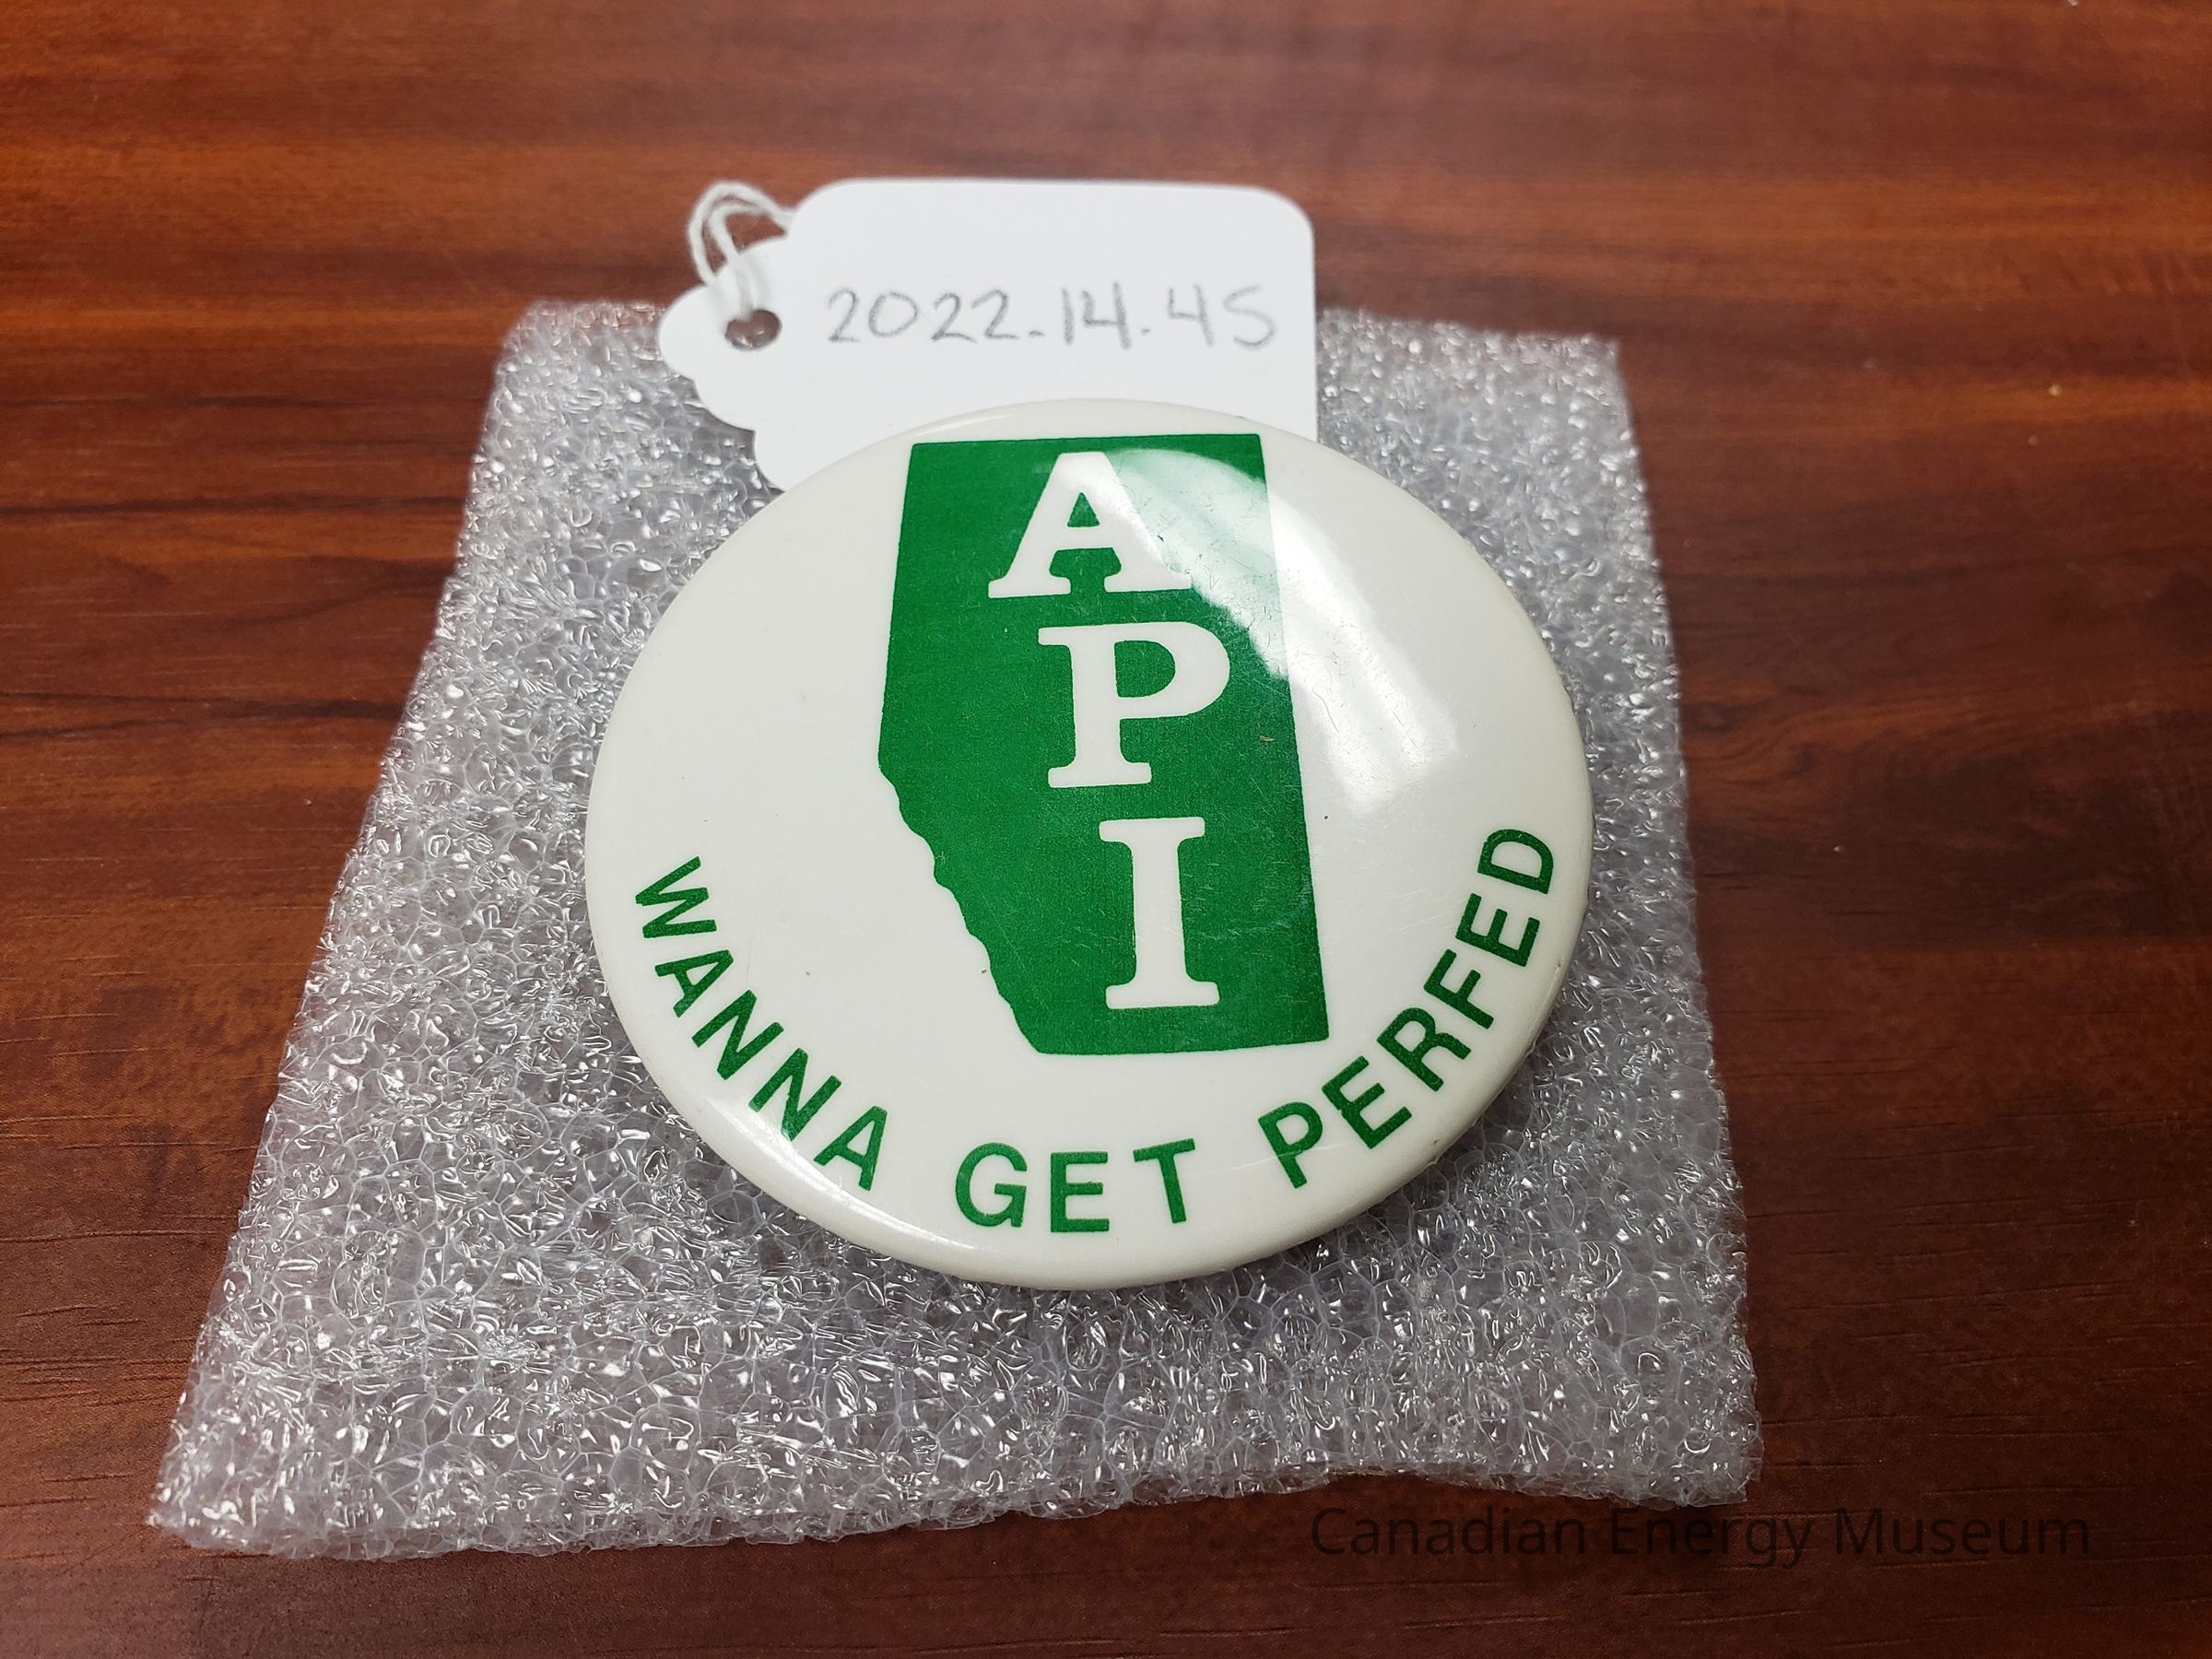 2022.14.45
A
P
I
WANNA GET PERFED
Canadian Energy Museum